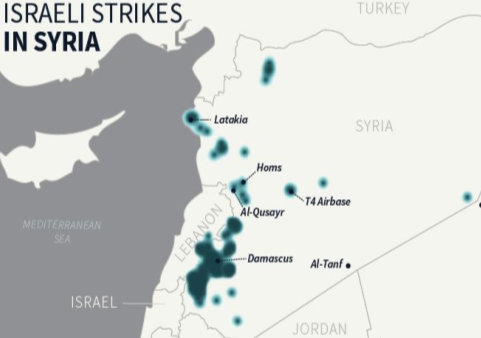 ISRAELI STRIKES
IN SYRIA
TURKEY
Latakia
SYRIA
Homs
T4 Airbase
Al-Qusayr
MEDITERRANEAN
SEA
LEBANON
Damascus
Al-Tanf
ISRAEL
JORDAN